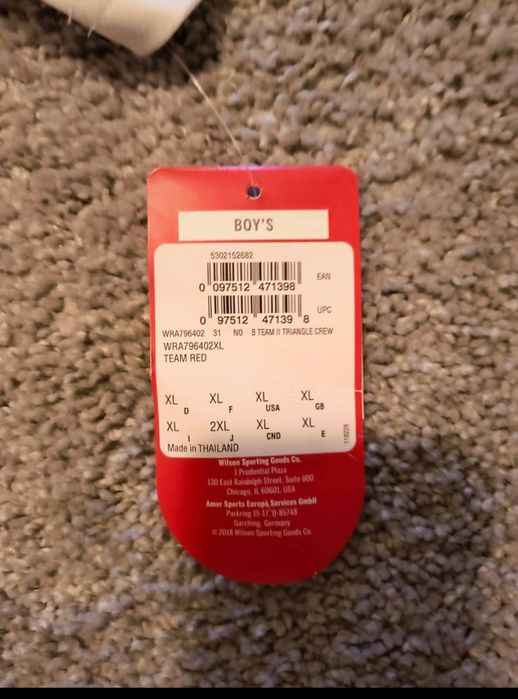 BOY'S
5302152682
EAN
0 097512 471398
UPC
0 97512 47139 8
WRA796402 31 NO B TEAM II TRIANGLE CREW
WRA796402XL
TEAM RED
XL XL XL XL
D F USA GB
XL 2XL XL XL
I J CND E
118228
Made in THAILAND
Wilson Sporting Goods Co.
1 Prudential Plaza
130 East Randolph Street, Suite 600
Chicago, IL 60601, USA
Amer Sports Europe Services GmbH
Parkring 15-17, D-85748
Garching, Germany
© 2018 Wilson Sporting Goods Co.